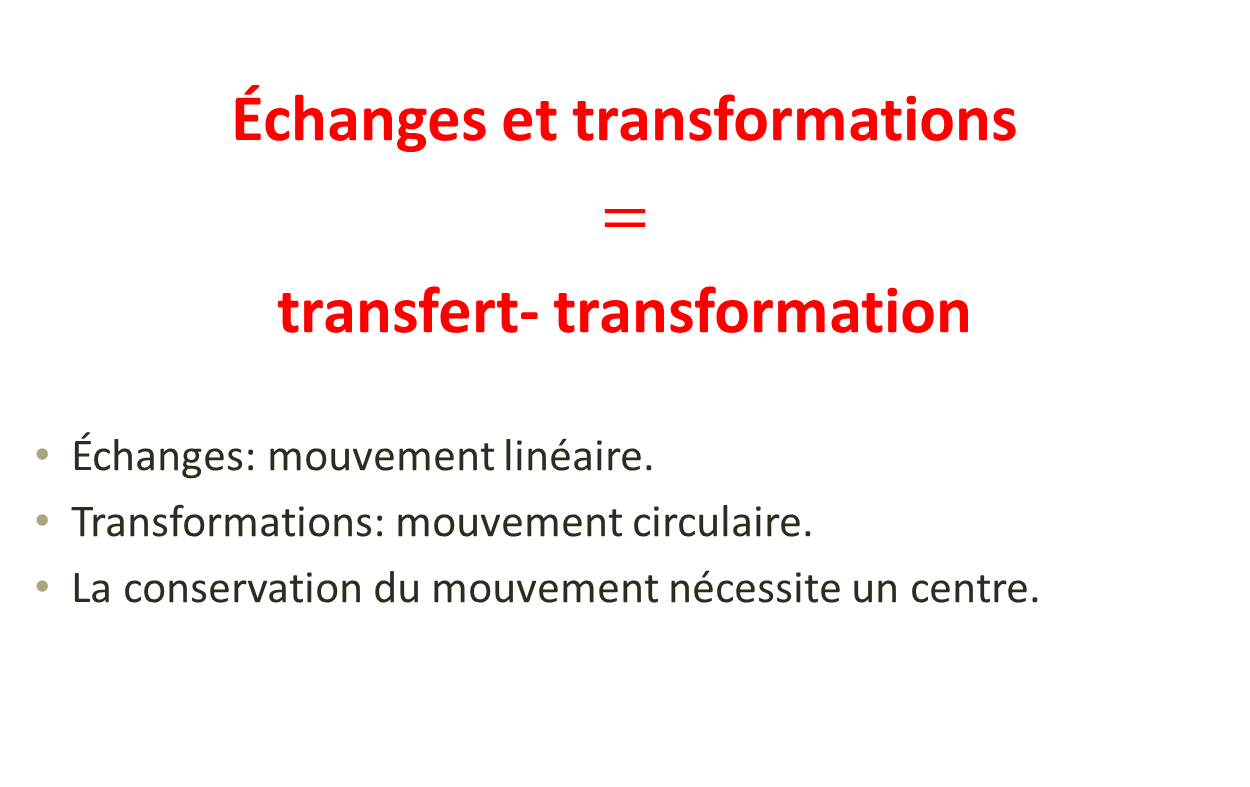 Échanges et transformations
=
transfert- transformation
• Échanges: mouvement linéaire.
• Transformations: mouvement circulaire.
• La conservation du mouvement nécessite un centre.